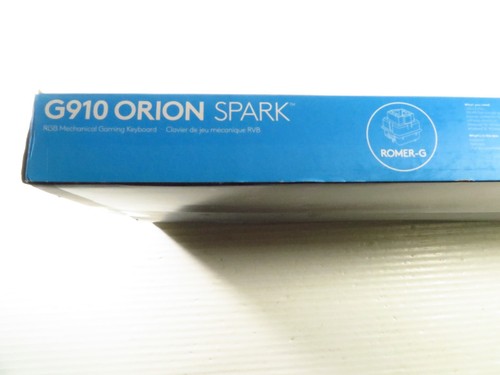 G910 ORION SPARK™
RGB Mechanical Gaming Keyboard Clavier de jeu mécanique RVB
ROMER-G